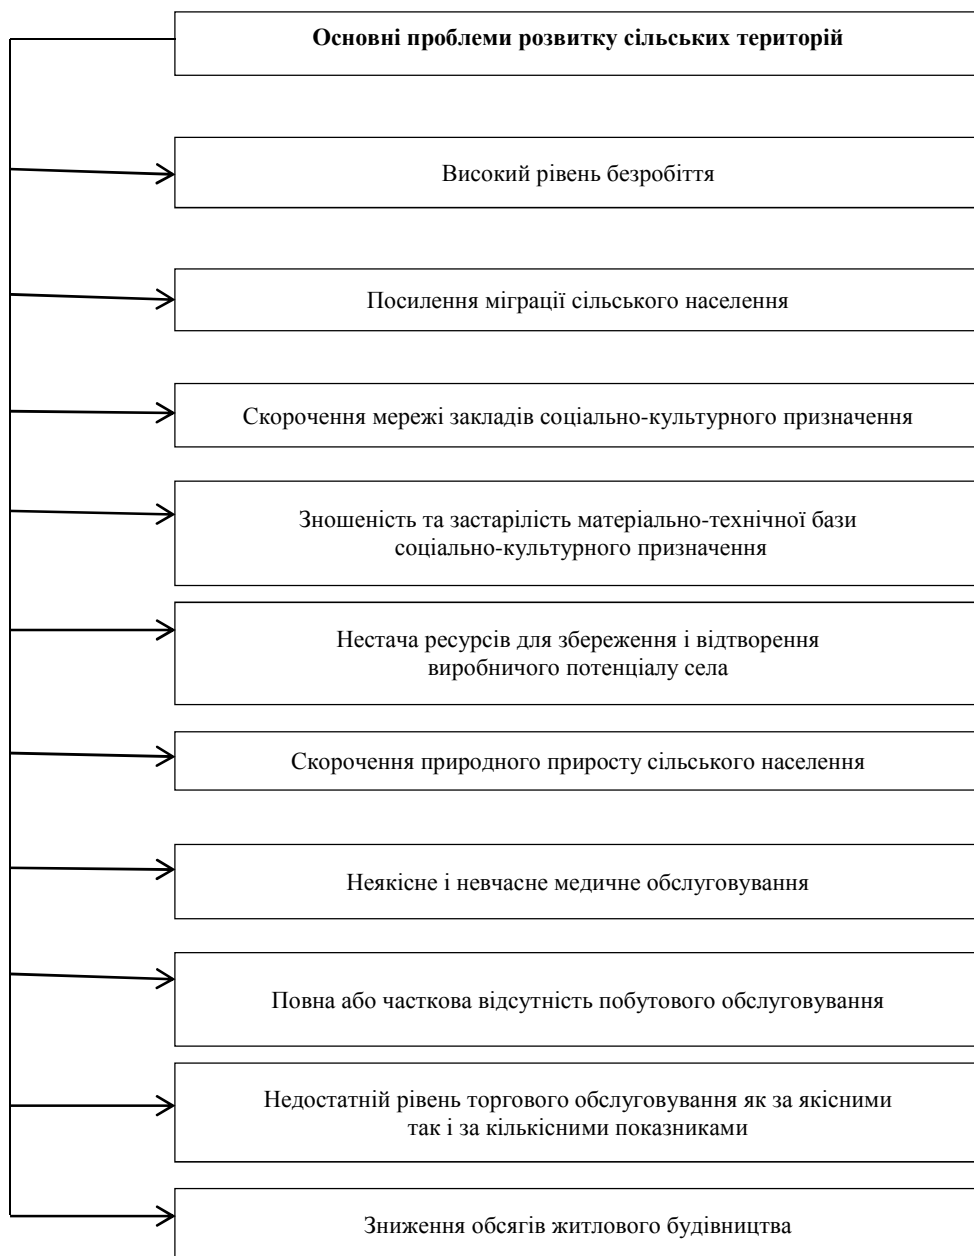 Основні проблеми розвитку сільських територій
Високий рівень безробіття
Посилення міграції сільського населення
Скорочення мережі закладів соціально-культурного призначення
Зношеність та застарілість матеріально-технічної бази
соціально-культурного призначення
Нестача ресурсів для збереження і відтворення
виробничого потенціалу села
Скорочення природного приросту сільського населення
Неякісне і невчасне медичне обслуговування
Повна або часткова відсутність побутового обслуговування
Недостатній рівень торгового обслуговування як за якісними
так і за кількісними показниками
Зниження обсягів житлового будівництва